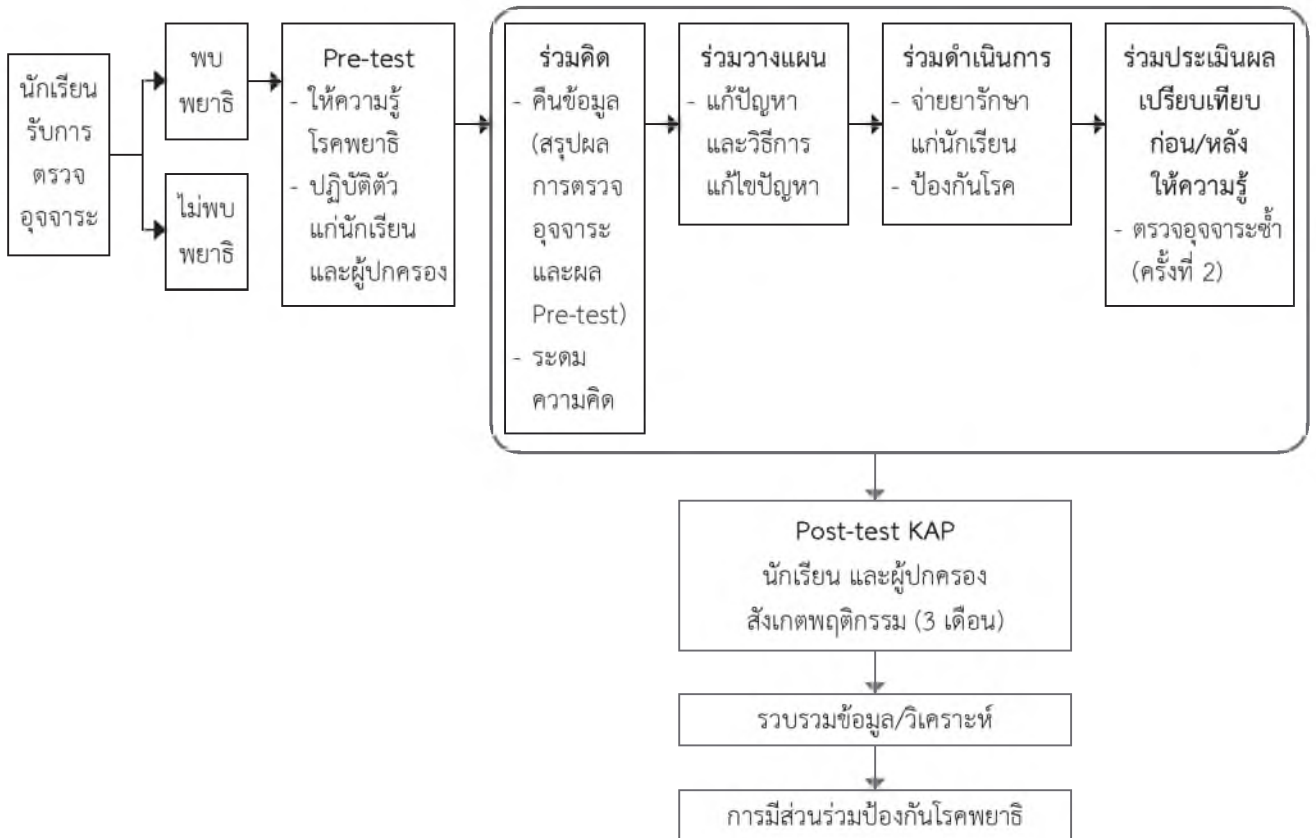 นักเรียน
รับการ
ตรวจ
อุจจาระ
พบ
พยาธิ
ไม่พบ
พยาธิ
Pre-test
- ให้ความรู้
โรคพยาธิ
- ปฏิบัติตัว
แก่นักเรียน
และผู้ปกครอง
ร่วมคิด
- คืนข้อมูล
(สรุปผล
การตรวจ
อุจจาระ
และผล
Pre-test)
- ระดม
ความคิด
ร่วมวางแผน
- แก้ปัญหา
และวิธีการ
แก้ไขปัญหา
ร่วมดำเนินการ
- จ่ายยารักษา
แก่นักเรียน
- ป้องกันโรค
ร่วมประเมินผล
เปรียบเทียบ
ก่อน/หลัง
ให้ความรู้
- ตรวจอุจจาระซ้ำ
(ครั้งที่ 2)
Post-test KAP
นักเรียน และผู้ปกครอง
สังเกตพฤติกรรม (3 เดือน)
รวบรวมข้อมูล/วิเคราะห์
การมีส่วนร่วมป้องกันโรคพยาธิ